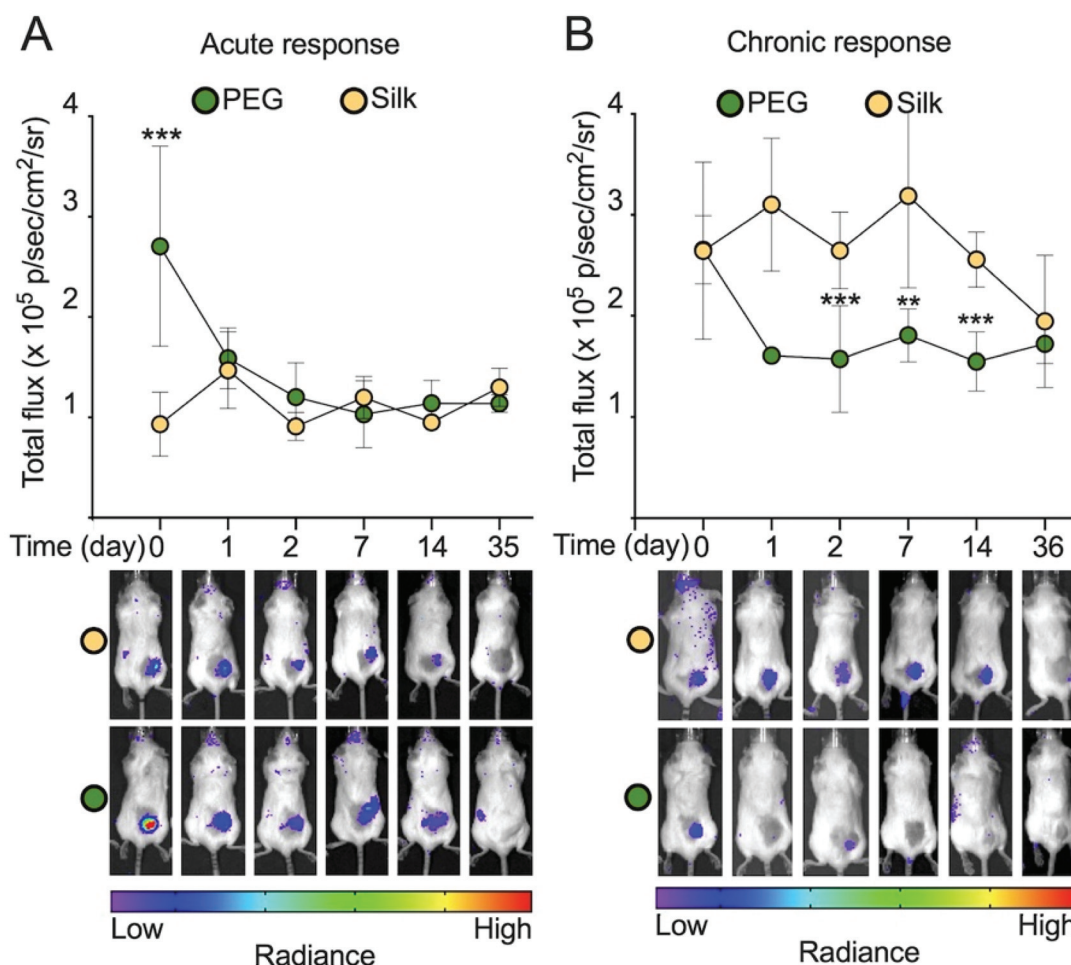 A
Acute response
PEG
Silk
Total flux (x 10⁵ p/sec/cm²/sr)
4
3
2
1
***
Time (day) 0 1 2 7 14 35
Low High
Radiance
B
Chronic response
PEG
Silk
Total flux (x 10⁵ p/sec/cm²/sr)
4
3
2
1
***
**
***
Time (day) 0 1 2 7 14 36
Low High
Radiance